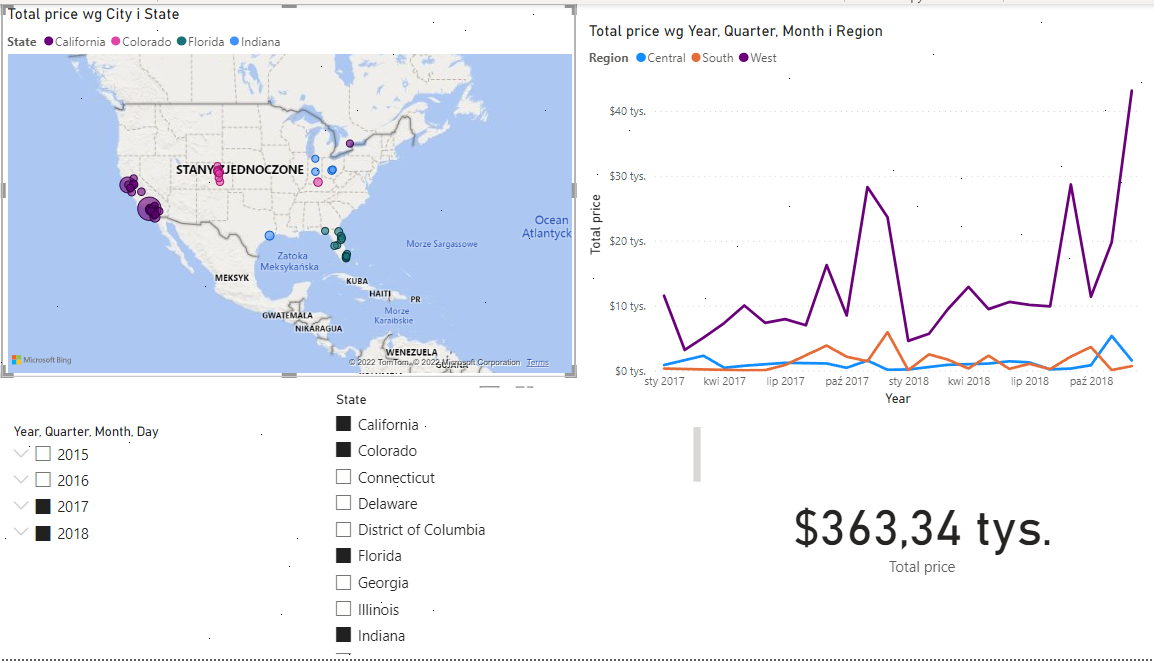 Total price wg City i State
State California Colorado Florida Indiana
STANY ZJEDNOCZONE
Ocean
Atlantyck
Morze Sargassowe
Zatoka
Meksykańska
MEKSYK
KUBA
HAITI
PR
GWATEMALA
Morze
Karaibskie
NIKARAGUA
WENEZUELA
GUJANA
Microsoft Bing
© 2022 TomTom, © 2022 Microsoft Corporation Terms
Total price wg Year, Quarter, Month i Region
Region Central South West
Total price
$40 tys.
$30 tys.
$20 tys.
$10 tys.
$0 tys.
sty 2017 kwi 2017 lip 2017 paź 2017 sty 2018 kwi 2018 lip 2018 paź 2018
Year
Year, Quarter, Month, Day
2015
2016
2017
2018
State
California
Colorado
Connecticut
Delaware
District of Columbia
Florida
Georgia
Illinois
Indiana
$363,34 tys.
Total price